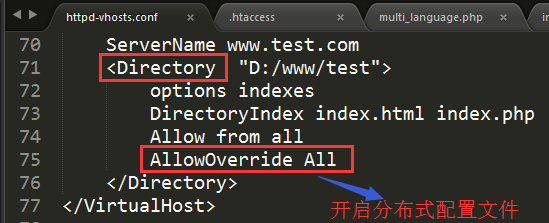 httpd-vhosts.conf × .htaccess × multi_language.php ×
70 ServerName www.test.com
71 <Directory "D:/www/test">
72 options indexes
73 DirectoryIndex index.html index.php
74 Allow from all
75 AllowOverride All
76 </Directory>
77 </VirtualHost>
开启分布式配置文件